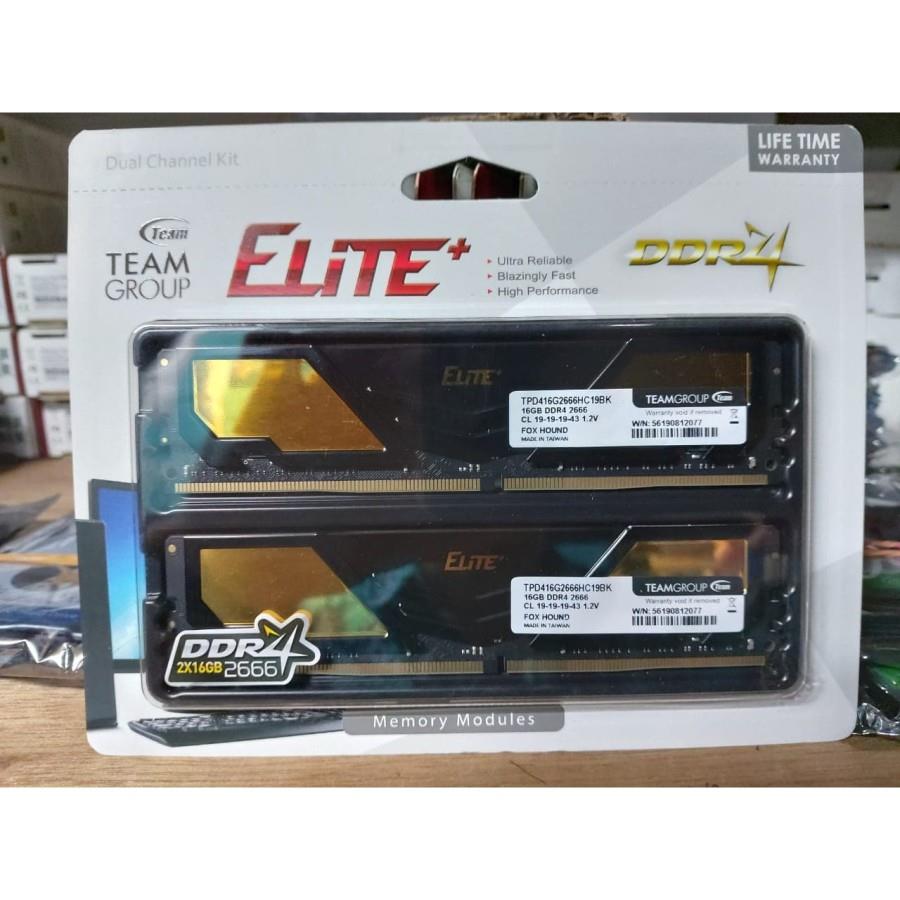 Dual Channel Kit
LIFE TIME
WARRANTY
Team
TEAM
GROUP
ELiTE+
Ultra Reliable
Blazingly Fast
High Performance
DDR4
ELiTE+
TPD416G2666HC19BK
16GB DDR4 2666
CL 19-19-19-43 1.2V
FOX HOUND
MADE IN TAIWAN
TEAMGROUP Team
Warranty void if removed
W/N: 56190812077
ELiTE+
TPD416G2666HC19BK
16GB DDR4 2666
CL 19-19-19-43 1.2V
FOX HOUND
MADE IN TAIWAN
TEAMGROUP Team
Warranty void if removed
W/N: 56190812077
DDR4
2X16GB 2666
Memory Modules